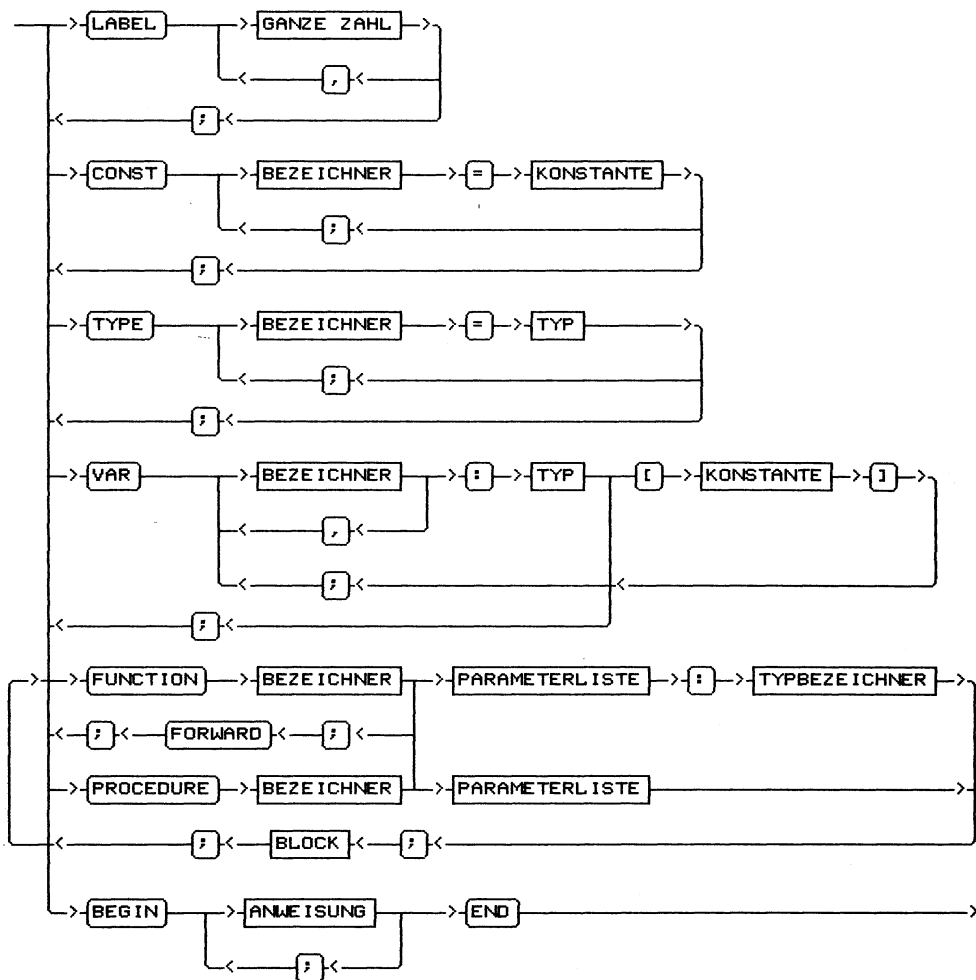 LABEL GANZE ZAHL
,
;
CONST BEZEICHNER = KONSTANTE
;
;
TYPE BEZEICHNER = TYP
;
;
VAR BEZEICHNER : TYP [ KONSTANTE ]
,
;
;
FUNCTION BEZEICHNER PARAMETERLISTE : TYPBEZEICHNER
; FORWARD ;
PROCEDURE BEZEICHNER PARAMETERLISTE
; BLOCK ;
BEGIN ANWEISUNG END
;